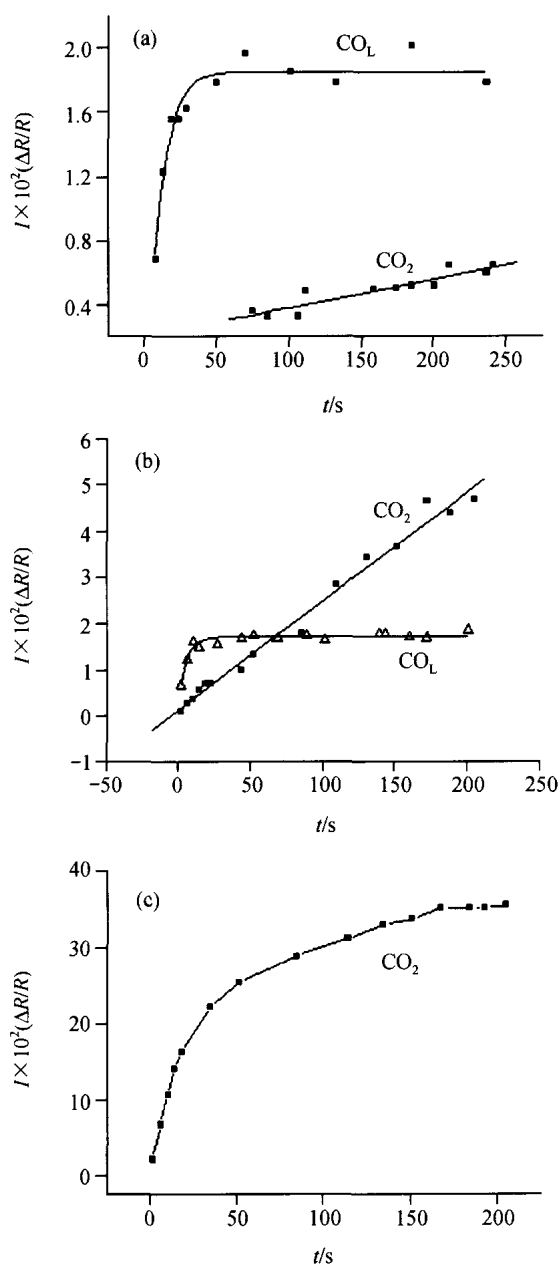 (a)
CO_L
2.0
1.6
1.2
0.8
0.4
I×10²(ΔR/R)
CO₂
0 50 100 150 200 250
t/s
(b)
6
5
4
3
2
1
0
−1
I×10²(ΔR/R)
CO₂
CO_L
−50 0 50 100 150 200 250
t/s
(c)
40
30
20
10
0
I×10²(ΔR/R)
CO₂
0 50 100 150 200
t/s